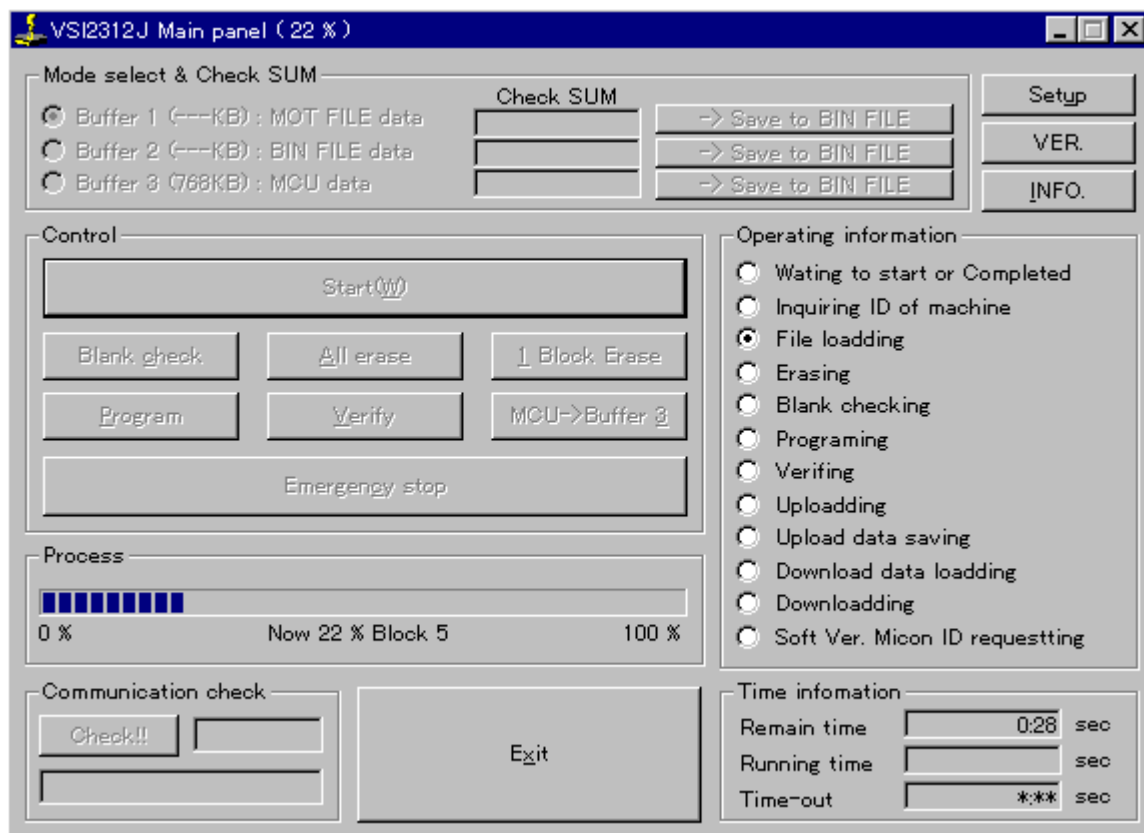 VSI2312J Main panel ( 22 % )
Mode select & Check SUM
Check SUM
Buffer 1 (---KB) : MOT FILE data
-> Save to BIN FILE
Buffer 2 (---KB) : BIN FILE data
-> Save to BIN FILE
Buffer 3 (768KB) : MCU data
-> Save to BIN FILE
Setup
VER.
INFO.
Control
Start(W)
Blank check
All erase
1 Block Erase
Program
Verify
MCU->Buffer 3
Emergency stop
Process
0 %
Now 22 % Block 5
100 %
Communication check
Check!!
Exit
Operating information
Wating to start or Completed
Inquiring ID of machine
File loadding
Erasing
Blank checking
Programing
Verifing
Uploadding
Upload data saving
Download data loadding
Downloadding
Soft Ver. Micon ID requestting
Time infomation
Remain time 0:28 sec
Running time sec
Time-out *:** sec